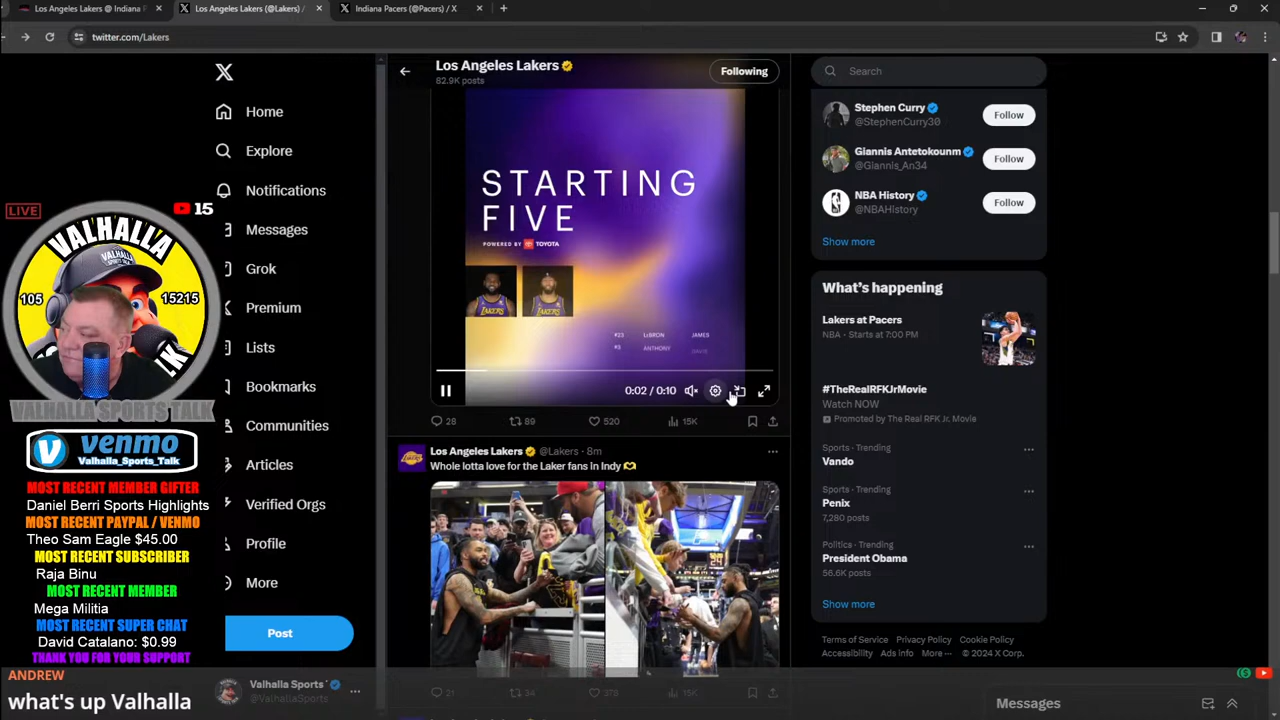 Los Angeles Lakers @ Indiana P
Los Angeles Lakers (@Lakers) /
Indiana Pacers (@Pacers) / X
twitter.com/Lakers
Home
Explore
Notifications
Messages
Grok
Premium
Lists
Bookmarks
Communities
Articles
Verified Orgs
Profile
More
Post
Valhalla Sports
@ValhallaSports
LIVE
15
VALHALLA
105
15215
VALHALLA SPORTS TALK
venmo
Valhalla_Sports_Talk
MOST RECENT MEMBER GIFTER
Daniel Berri Sports Highlights
MOST RECENT PAYPAL / VENMO
Theo Sam Eagle $45.00
MOST RECENT SUBSCRIBER
Raja Binu
MOST RECENT MEMBER
Mega Militia
MOST RECENT SUPER CHAT
David Catalano: $0.99
THANK YOU FOR YOUR SUPPORT
ANDREW
what's up Valhalla
Los Angeles Lakers
82.9K posts
Following
STARTING
FIVE
POWERED BY TOYOTA
#23 LeBRON JAMES
#3 ANTHONY DAVIS
0:02 / 0:10
28 89 520 15K
Los Angeles Lakers @Lakers · 8m
Whole lotta love for the Laker fans in Indy
21 34 378 15K
Search
Stephen Curry
@StephenCurry30
Follow
Giannis Antetokounm
@Giannis_An34
Follow
NBA History
@NBAHistory
Follow
Show more
What's happening
Lakers at Pacers
NBA · Starts at 7:00 PM
#TheRealRFKJrMovie
Watch NOW
Promoted by The Real RFK Jr. Movie
Sports · Trending
Vando
Sports · Trending
Penix
7,280 posts
Politics · Trending
President Obama
56.6K posts
Show more
Terms of Service Privacy Policy Cookie Policy
Accessibility Ads info More ··· © 2024 X Corp.
Messages